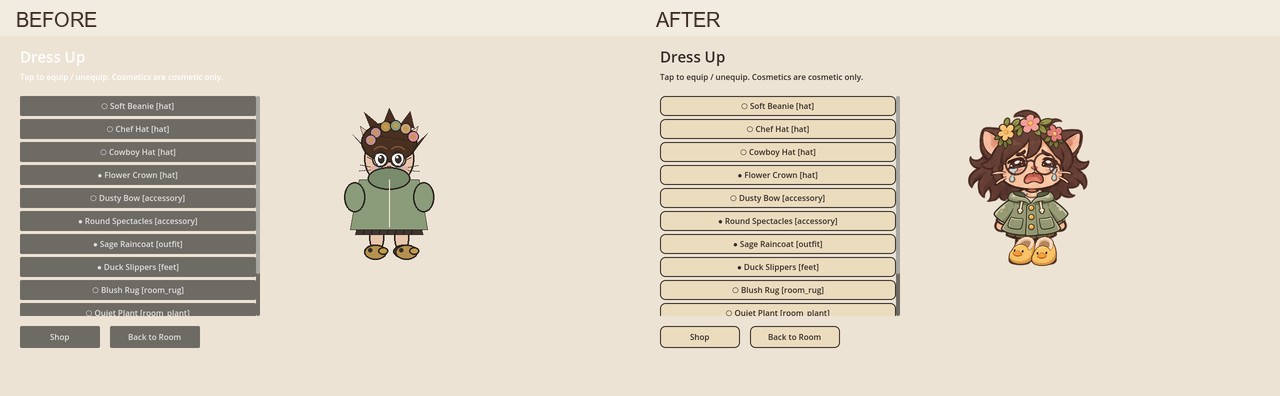 BEFORE
Dress Up
Tap to equip / unequip. Cosmetics are cosmetic only.
○ Soft Beanie [hat]
○ Chef Hat [hat]
○ Cowboy Hat [hat]
● Flower Crown [hat]
○ Dusty Bow [accessory]
● Round Spectacles [accessory]
● Sage Raincoat [outfit]
● Duck Slippers [feet]
○ Blush Rug [room_rug]
○ Quiet Plant [room_plant]
Shop
Back to Room
AFTER
Dress Up
Tap to equip / unequip. Cosmetics are cosmetic only.
○ Soft Beanie [hat]
○ Chef Hat [hat]
○ Cowboy Hat [hat]
● Flower Crown [hat]
○ Dusty Bow [accessory]
● Round Spectacles [accessory]
● Sage Raincoat [outfit]
● Duck Slippers [feet]
○ Blush Rug [room_rug]
○ Quiet Plant [room_plant]
Shop
Back to Room